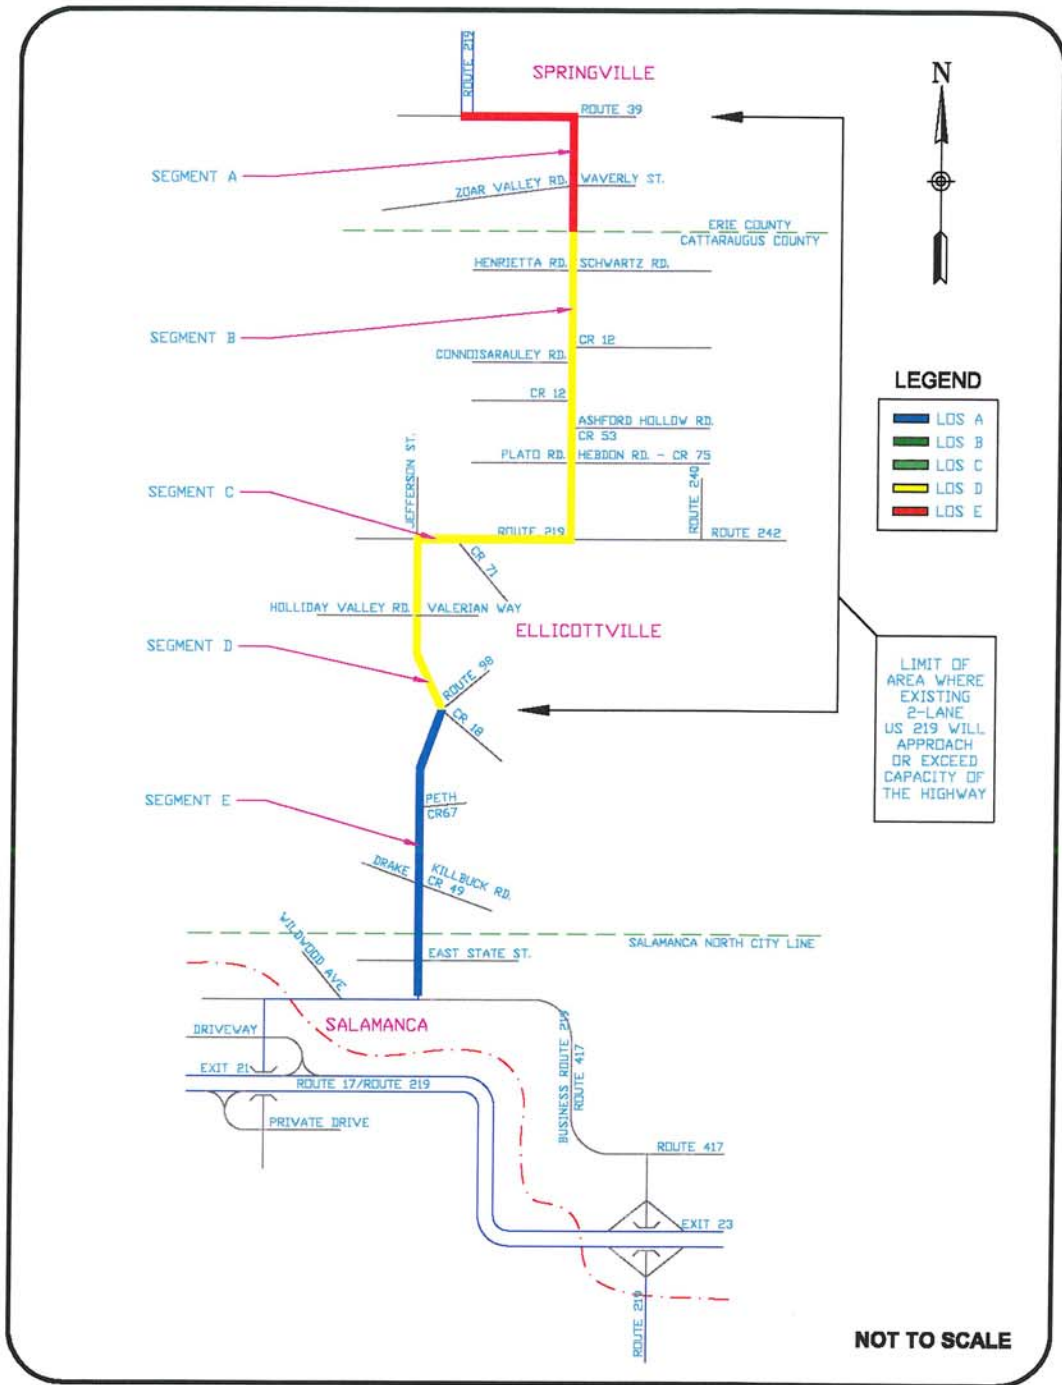 ROUTE 219
SPRINGVILLE
N
ROUTE 39
SEGMENT A
ZOAR VALLEY RD.
WAVERLY ST.
ERIE COUNTY
CATTARAUGUS COUNTY
HENRIETTA RD.
SCHWARTZ RD.
SEGMENT B
CR 12
CONNOISARAULEY RD.
CR 12
LEGEND
LOS A
LOS B
LOS C
LOS D
LOS E
ASHFORD HOLLOW RD.
CR 53
PLATO RD.
HEBDON RD. - CR 75
JEFFERSON ST.
SEGMENT C
ROUTE 240
ROUTE 219
ROUTE 242
CR 71
HOLLIDAY VALLEY RD.
VALERIAN WAY
ELLICOTTVILLE
SEGMENT D
ROUTE 98
CR 18
LIMIT OF
AREA WHERE
EXISTING
2-LANE
US 219 WILL
APPROACH
OR EXCEED
CAPACITY OF
THE HIGHWAY
SEGMENT E
PETH
CR67
DRAKE
KILLBUCK RD.
CR 49
WILDWOOD AVE
SALAMANCA NORTH CITY LINE
EAST STATE ST.
SALAMANCA
DRIVEWAY
EXIT 21
ROUTE 17/ROUTE 219
PRIVATE DRIVE
BUSINESS ROUTE 219
ROUTE 417
ROUTE 417
EXIT 23
ROUTE 219
NOT TO SCALE